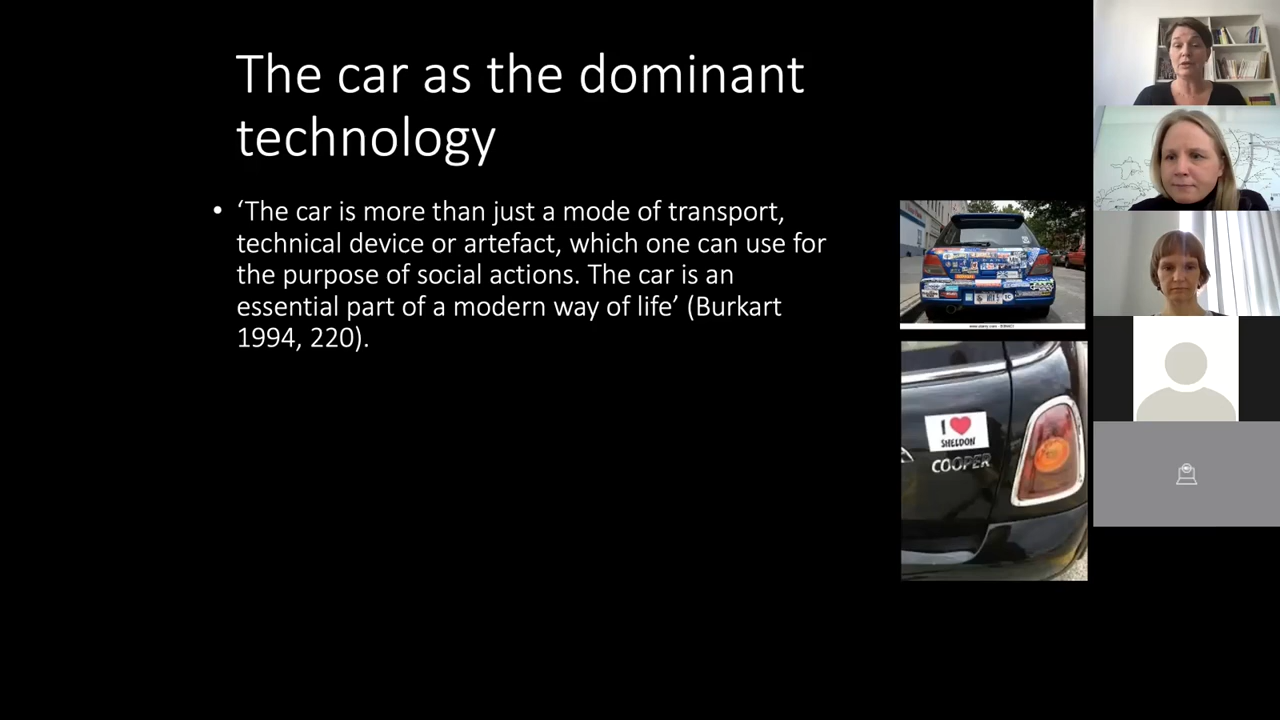 The car as the dominant
technology
• ‘The car is more than just a mode of transport,
technical device or artefact, which one can use for
the purpose of social actions. The car is an
essential part of a modern way of life’ (Burkart
1994, 220).
I ❤
SHELDON
COOPER